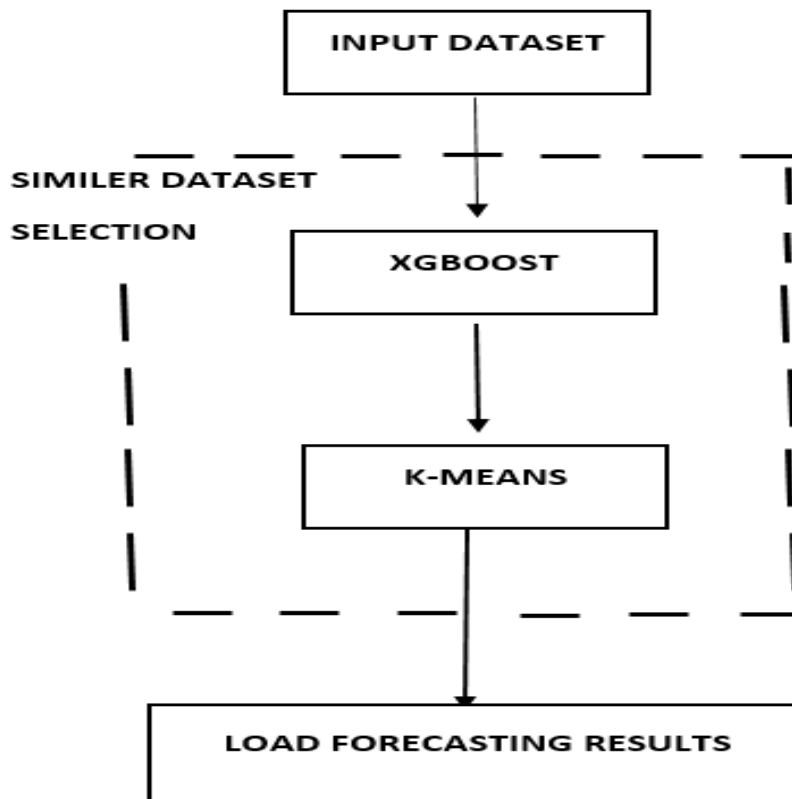 INPUT DATASET
SIMILER DATASET
SELECTION
XGBOOST
K-MEANS
LOAD FORECASTING RESULTS